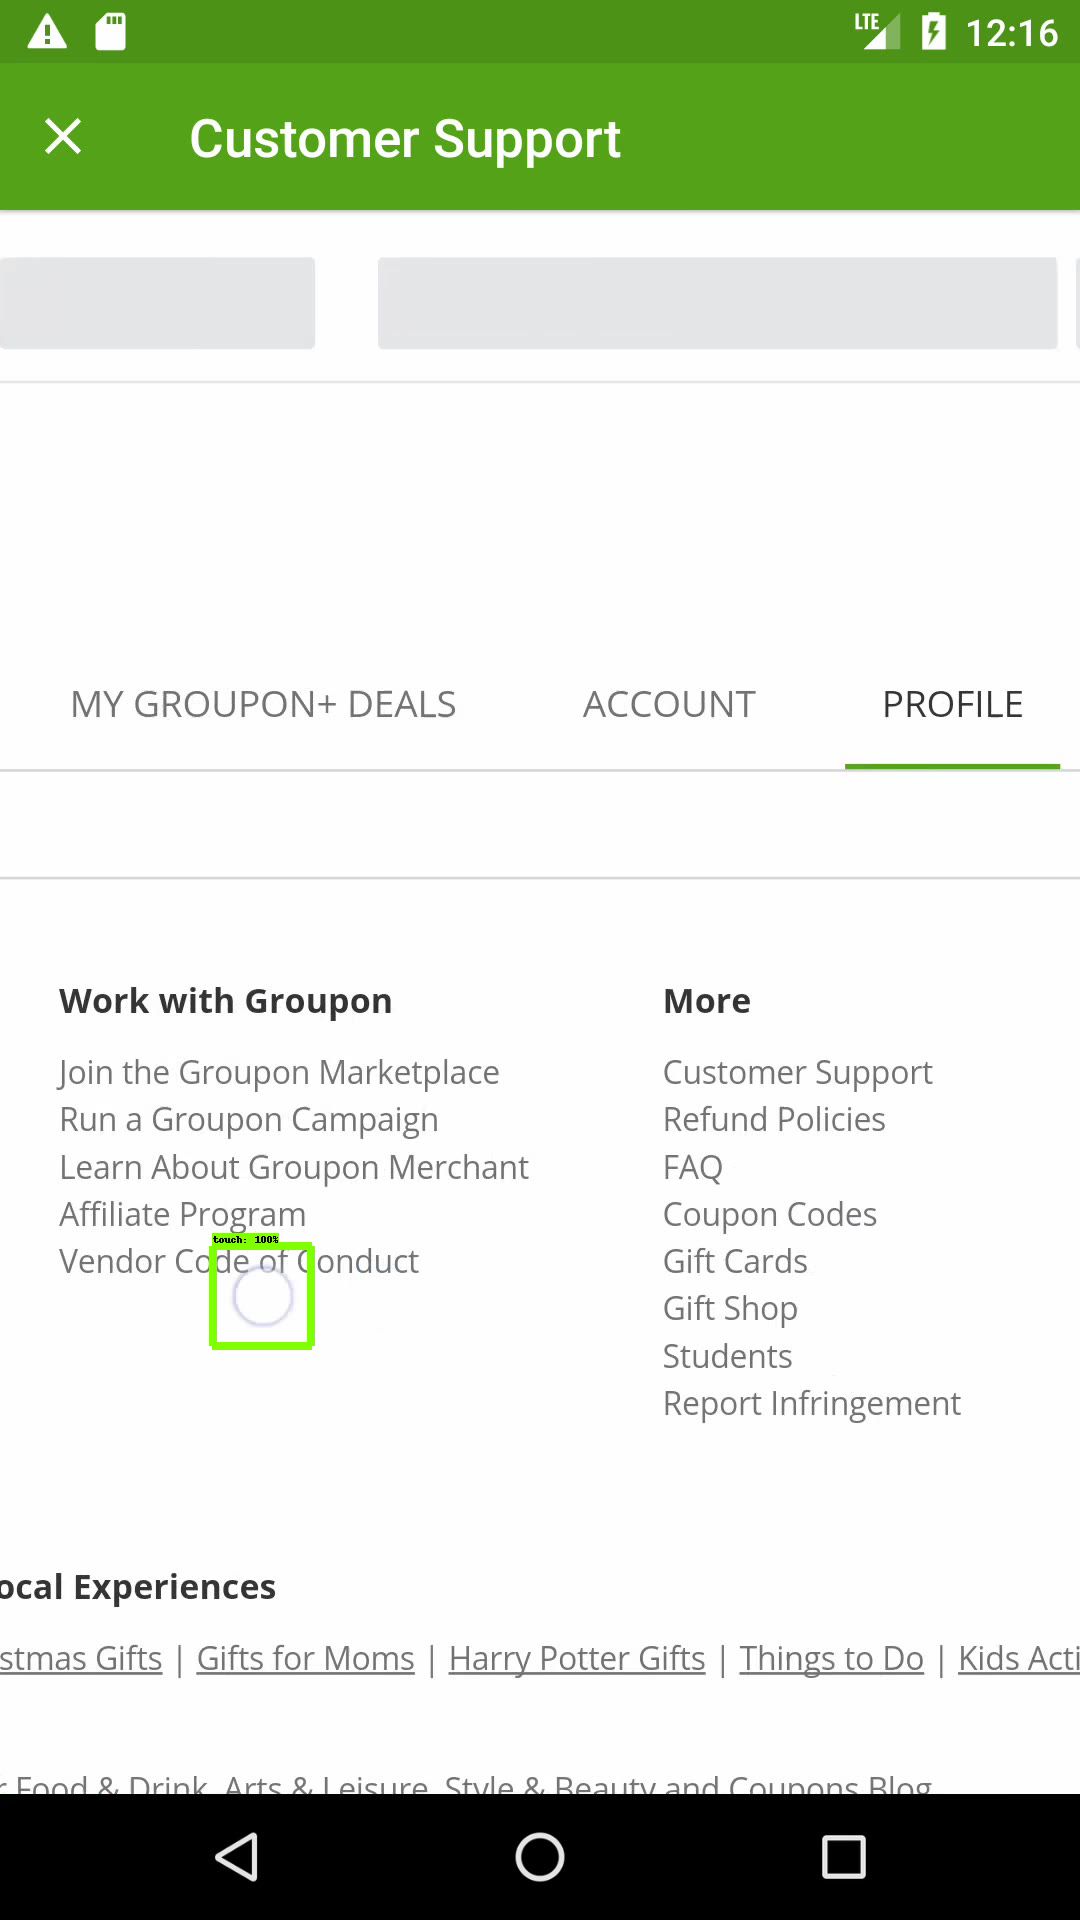 LTE 12:16
Customer Support
MY GROUPON+ DEALS ACCOUNT PROFILE
Work with Groupon
Join the Groupon Marketplace
Run a Groupon Campaign
Learn About Groupon Merchant
Affiliate Program
touch: 100%
Vendor Code of Conduct
More
Customer Support
Refund Policies
FAQ
Coupon Codes
Gift Cards
Gift Shop
Students
Report Infringement
ocal Experiences
stmas Gifts | Gifts for Moms | Harry Potter Gifts | Things to Do | Kids Acti
r Food & Drink, Arts & Leisure, Style & Beauty and Coupons Blog